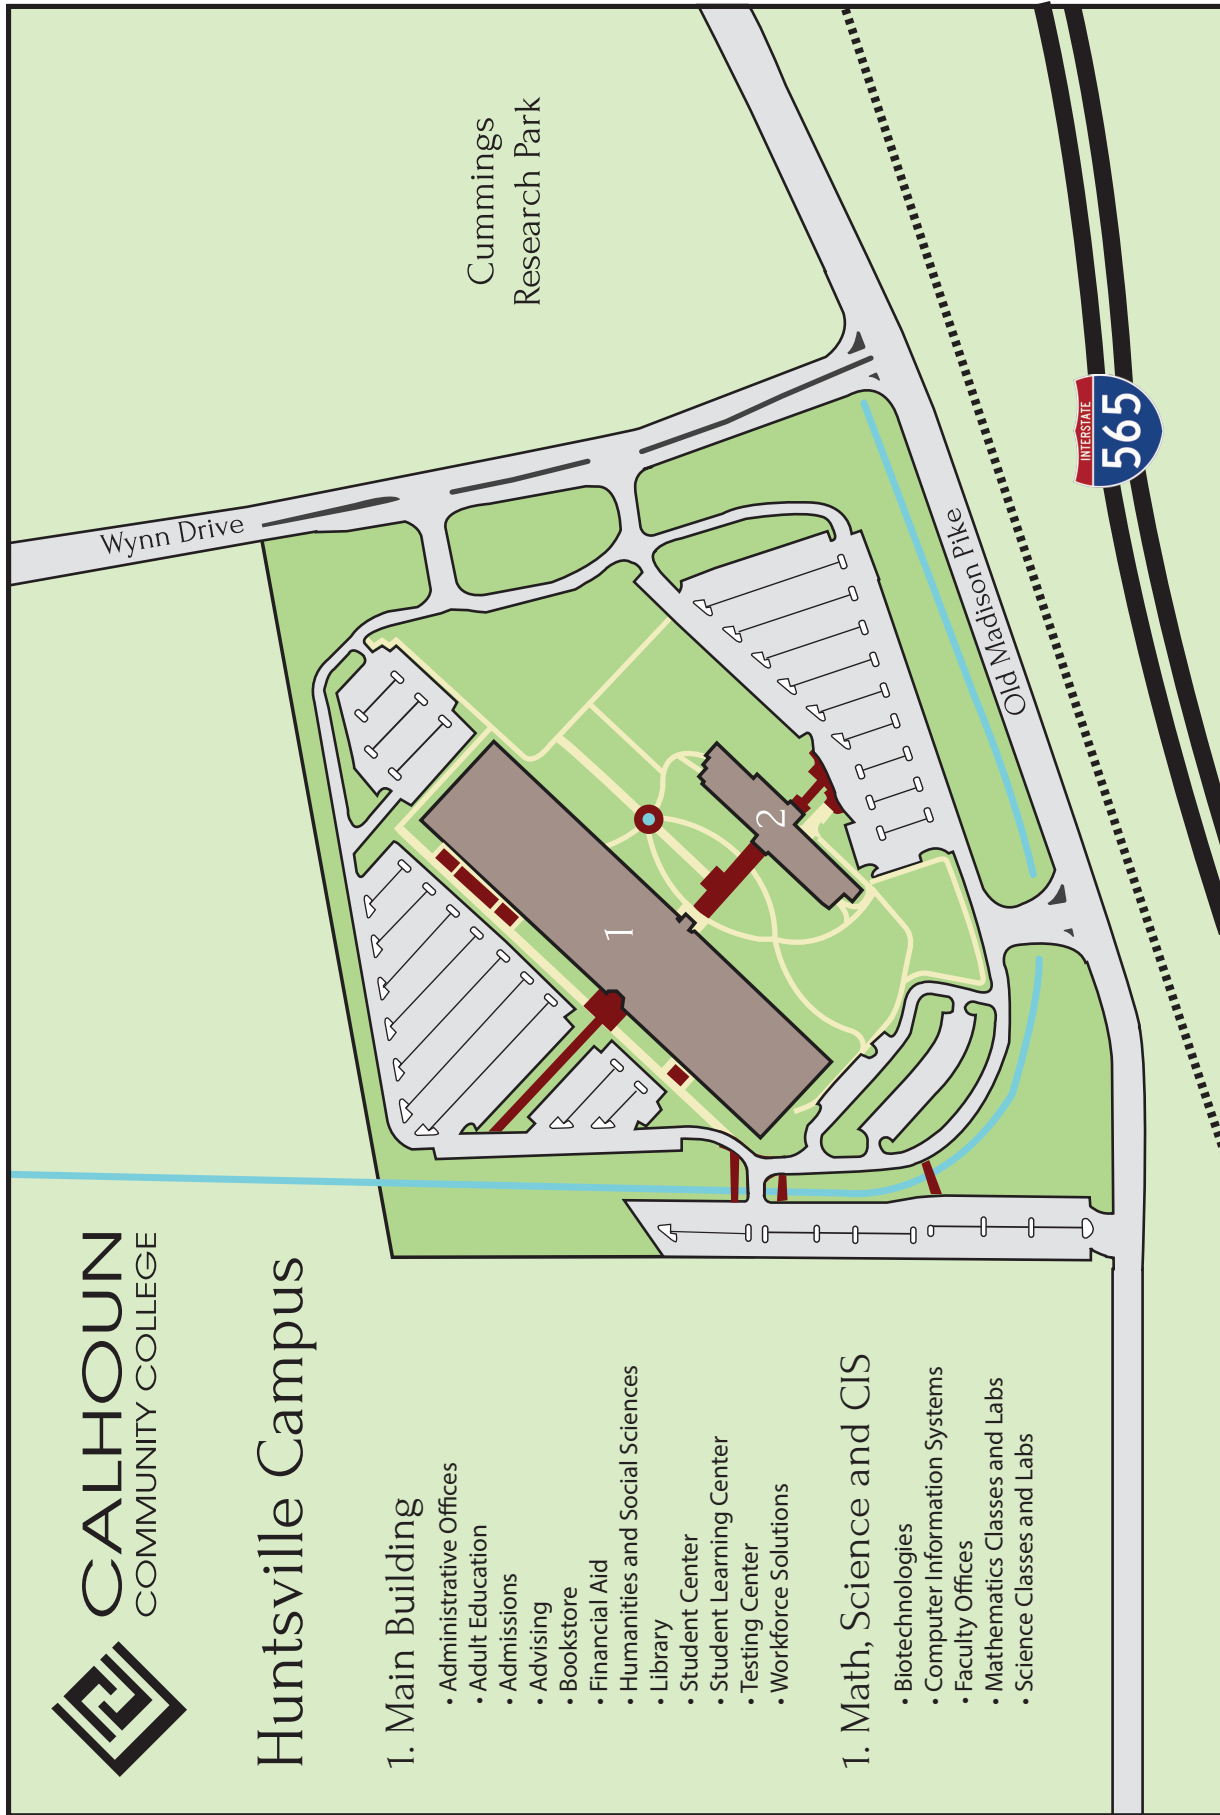 CALHOUN
COMMUNITY COLLEGE
Huntsville Campus
1. Main Building
• Administrative Offices
• Adult Education
• Admissions
• Advising
• Bookstore
• Financial Aid
• Humanities and Social Sciences
• Library
• Student Center
• Student Learning Center
• Testing Center
• Workforce Solutions
1. Math, Science and CIS
• Biotechnologies
• Computer Information Systems
• Faculty Offices
• Mathematics Classes and Labs
• Science Classes and Labs
1
2
Wynn Drive
Cummings
Research Park
Old Madison Pike
INTERSTATE
565